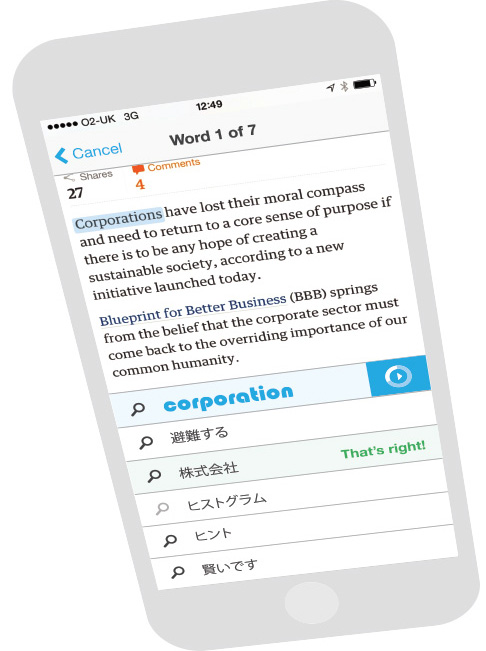 O2-UK 3G 12:49
Cancel Word 1 of 7
Shares Comments
27 4
Corporations have lost their moral compass
and need to return to a core sense of purpose if
there is to be any hope of creating a
sustainable society, according to a new
initiative launched today.
Blueprint for Better Business (BBB) springs
from the belief that the corporate sector must
come back to the overriding importance of our
common humanity.
corporation
避難する
株式会社 That's right!
ヒストグラム
ヒント
賢いです